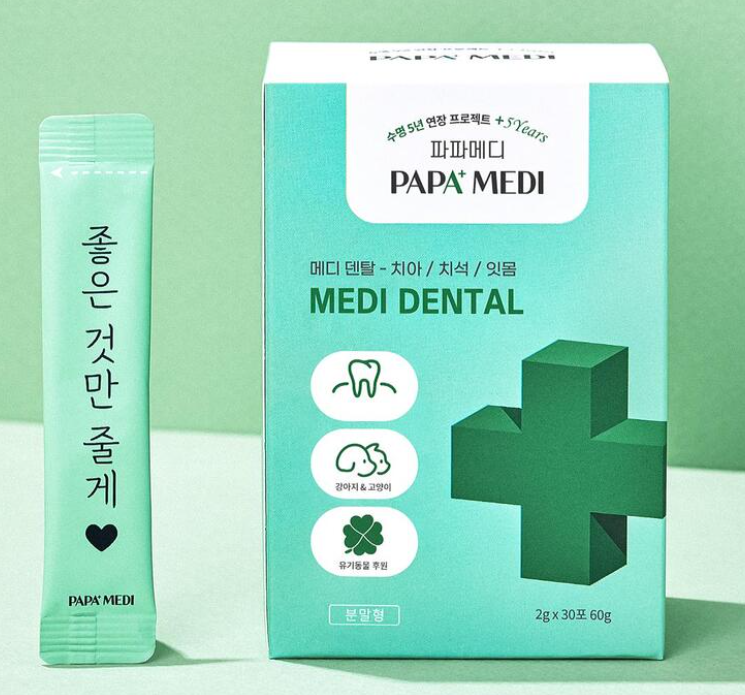 좋은 것만 줄게
PAPA+ MEDI
PAPA MEDI
수명 5년 연장 프로젝트 +5Years
파파메디
PAPA+ MEDI
메디 덴탈 - 치아 / 치석 / 잇몸
MEDI DENTAL
강아지 & 고양이
유기동물 후원
분말형
2g x 30포 60g